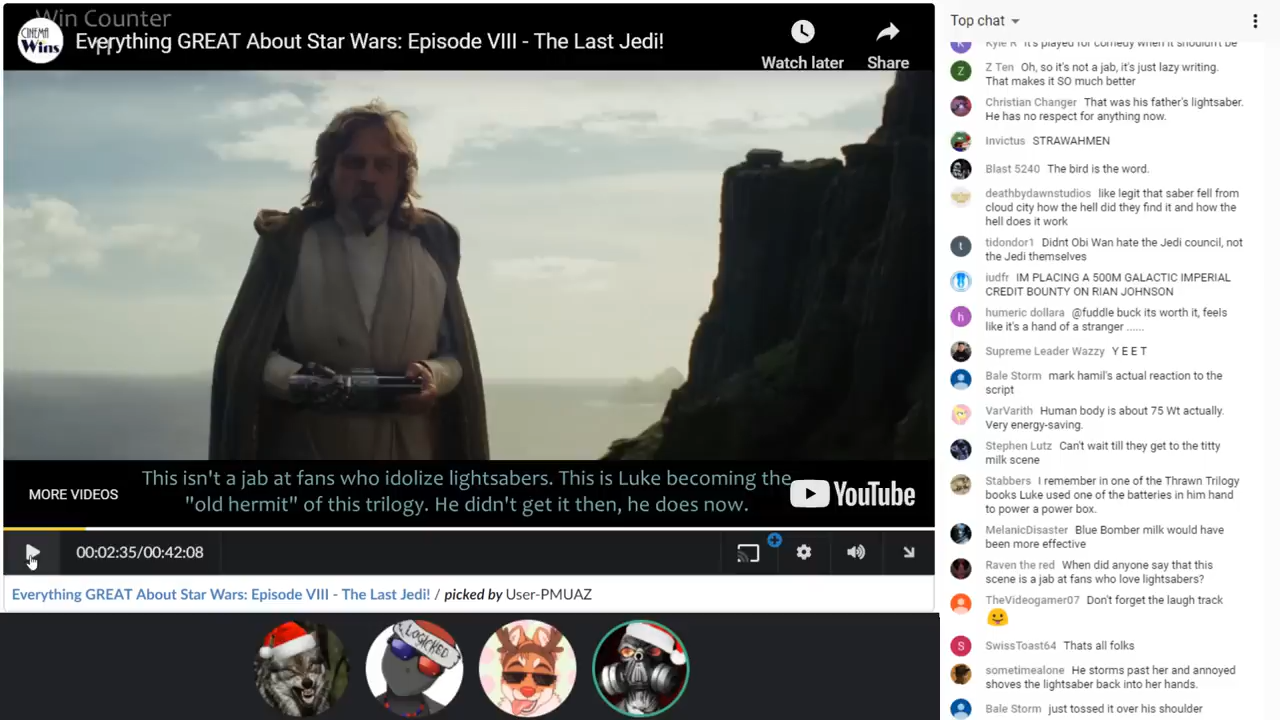 Win Counter
CINEMA
Wins
Everything GREAT About Star Wars: Episode VIII - The Last Jedi!
Watch later
Share
This isn't a jab at fans who idolize lightsabers. This is Luke becoming the
"old hermit" of this trilogy. He didn't get it then, he does now.
MORE VIDEOS
YouTube
00:02:35/00:42:08
Everything GREAT About Star Wars: Episode VIII - The Last Jedi! / picked by User-PMUAZ
LOGICKED
Top chat
Kyle R It's played for comedy when it shouldn't be
Z Ten Oh, so it's not a jab, it's just lazy writing.
That makes it SO much better
Christian Changer That was his father's lightsaber.
He has no respect for anything now.
Invictus STRAWAHMEN
Blast 5240 The bird is the word.
deathbydawnstudios like legit that saber fell from
cloud city how the hell did they find it and how the
hell does it work
tidondor1 Didnt Obi Wan hate the Jedi council, not
the Jedi themselves
iudfr IM PLACING A 500M GALACTIC IMPERIAL
CREDIT BOUNTY ON RIAN JOHNSON
humeric dollara @fuddle buck its worth it, feels
like it's a hand of a stranger ......
Supreme Leader Wazzy Y E E T
Bale Storm mark hamil's actual reaction to the
script
VarVarith Human body is about 75 Wt actually.
Very energy-saving.
Stephen Lutz Can't wait till they get to the titty
milk scene
Stabbers I remember in one of the Thrawn Trilogy
books Luke used one of the batteries in him hand
to power a power box.
MelanicDisaster Blue Bomber milk would have
been more effective
Raven the red When did anyone say that this
scene is a jab at fans who love lightsabers?
TheVideogamer07 Don't forget the laugh track
SwissToast64 Thats all folks
sometimealone He storms past her and annoyed
shoves the lightsaber back into her hands.
Bale Storm just tossed it over his shoulder
Z
t
h
S